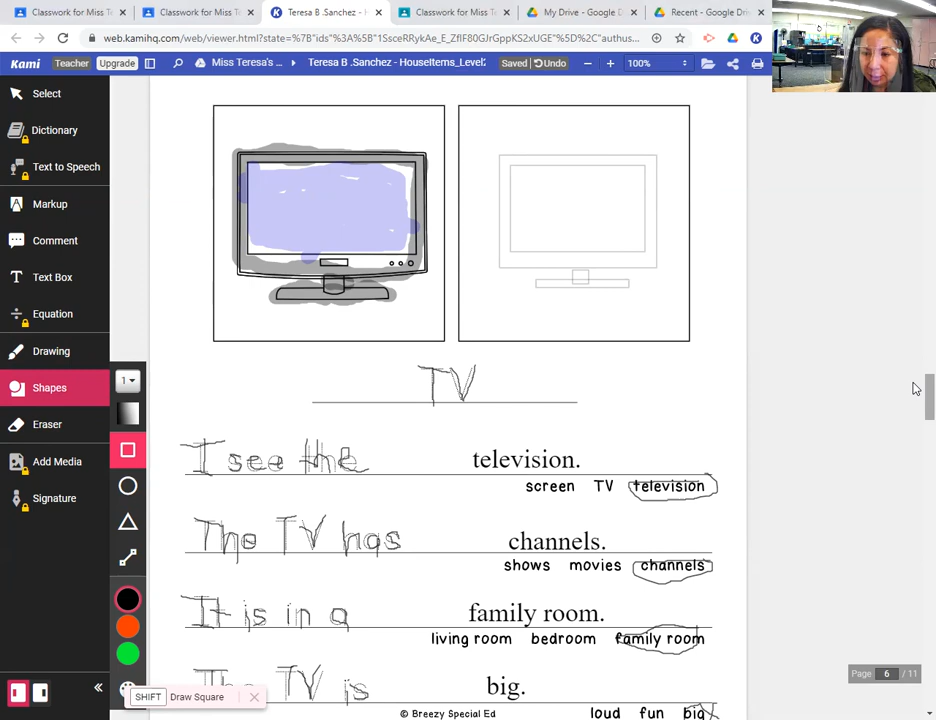 Classwork for Miss T
Classwork for Miss T
Teresa B .Sanchez - H
Classwork for Miss Te
My Drive - Google D
Recent - Google Driv
web.kamihq.com/web/viewer.html?state=%7B"ids"%3A%5B"1SsceRRykAe_E_ZflF80GJrGppKS2xUGE"%5D%2C"action
Kami Teacher Upgrade Miss Teresa's ... Teresa B .Sanchez - HouseItems_Level2 Saved Undo 100%
Select
Dictionary
Text to Speech
Markup
Comment
Text Box
Equation
Drawing
Shapes
Eraser
Add Media
Signature
1
TV
I see the television.
screen TV television
The TV has channels.
shows movies channels
It is in a family room.
living room bedroom family room
The TV is big.
loud fun big
© Breezy Special Ed
SHIFT Draw Square
Page 6 / 11